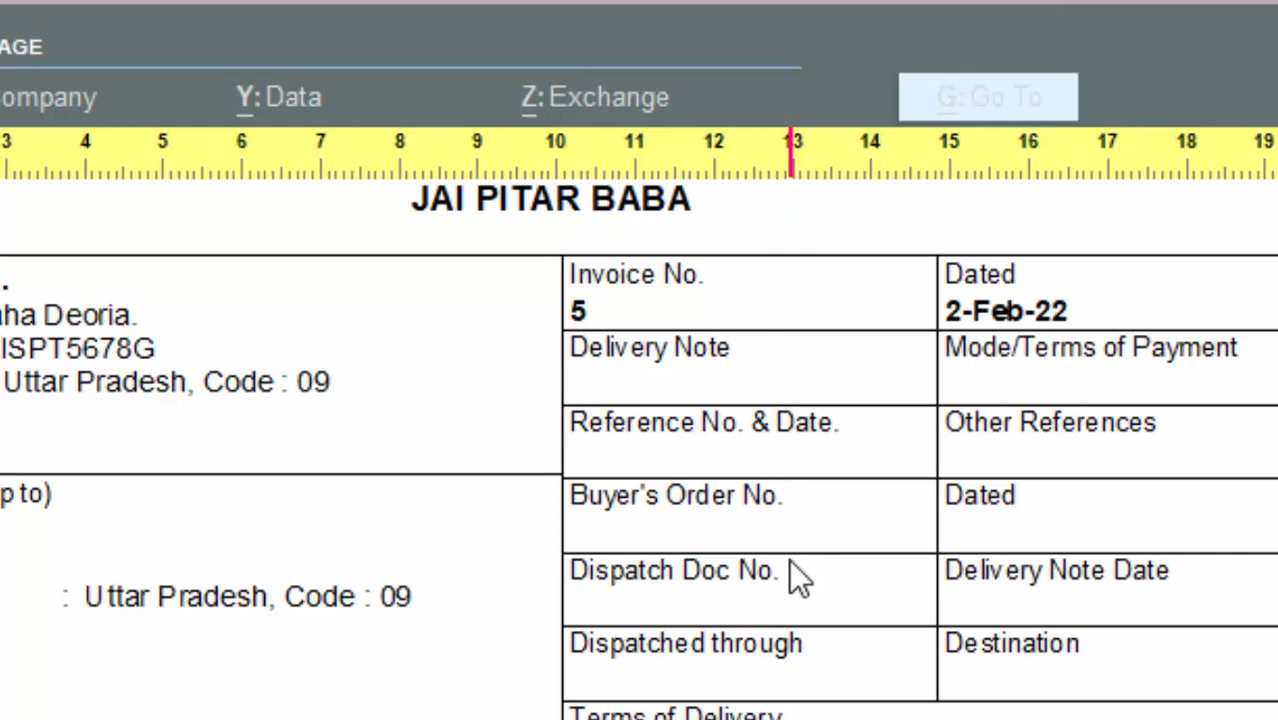 AGE
ompany Y: Data Z: Exchange G: Go To
3 4 5 6 7 8 9 10 11 12 13 14 15 16 17 18 19
JAI PITAR BABA
.
aha Deoria.
ISPT5678G
Uttar Pradesh, Code : 09
p to)
: Uttar Pradesh, Code : 09
Invoice No.
5
Dated
2-Feb-22
Delivery Note
Mode/Terms of Payment
Reference No. & Date.
Other References
Buyer's Order No.
Dated
Dispatch Doc No.
Delivery Note Date
Dispatched through
Destination
Terms of Delivery